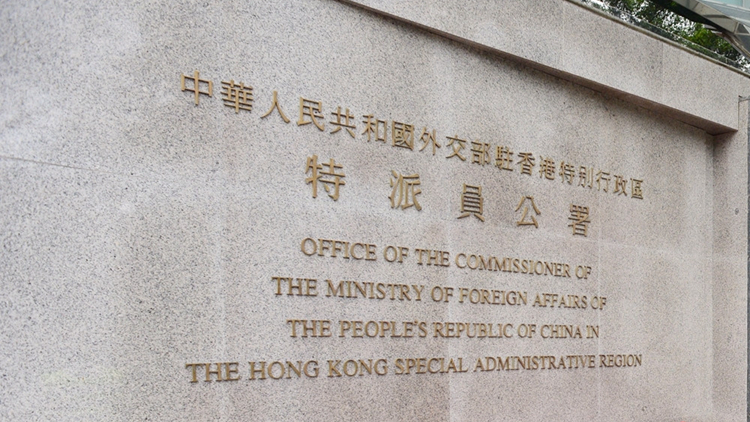 中華人民共和國外交部駐香港特別行政區
特派員公署
OFFICE OF THE COMMISSIONER OF
THE MINISTRY OF FOREIGN AFFAIRS OF
THE PEOPLE'S REPUBLIC OF CHINA IN
THE HONG KONG SPECIAL ADMINISTRATIVE REGION